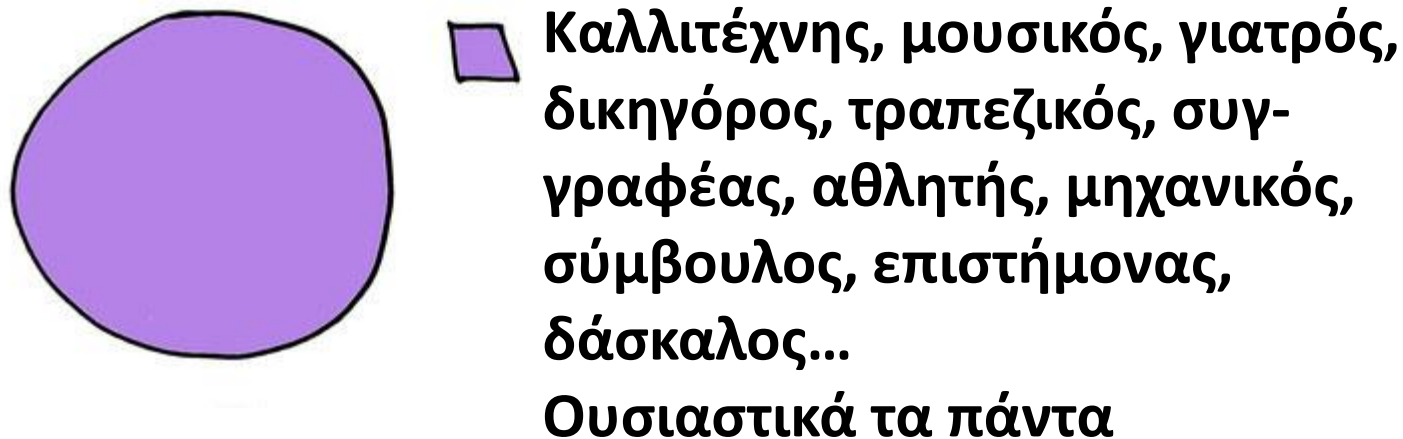 Καλλιτέχνης, μουσικός, γιατρός,
δικηγόρος, τραπεζικός, συγ-
γραφέας, αθλητής, μηχανικός,
σύμβουλος, επιστήμονας,
δάσκαλος...
Ουσιαστικά τα πάντα